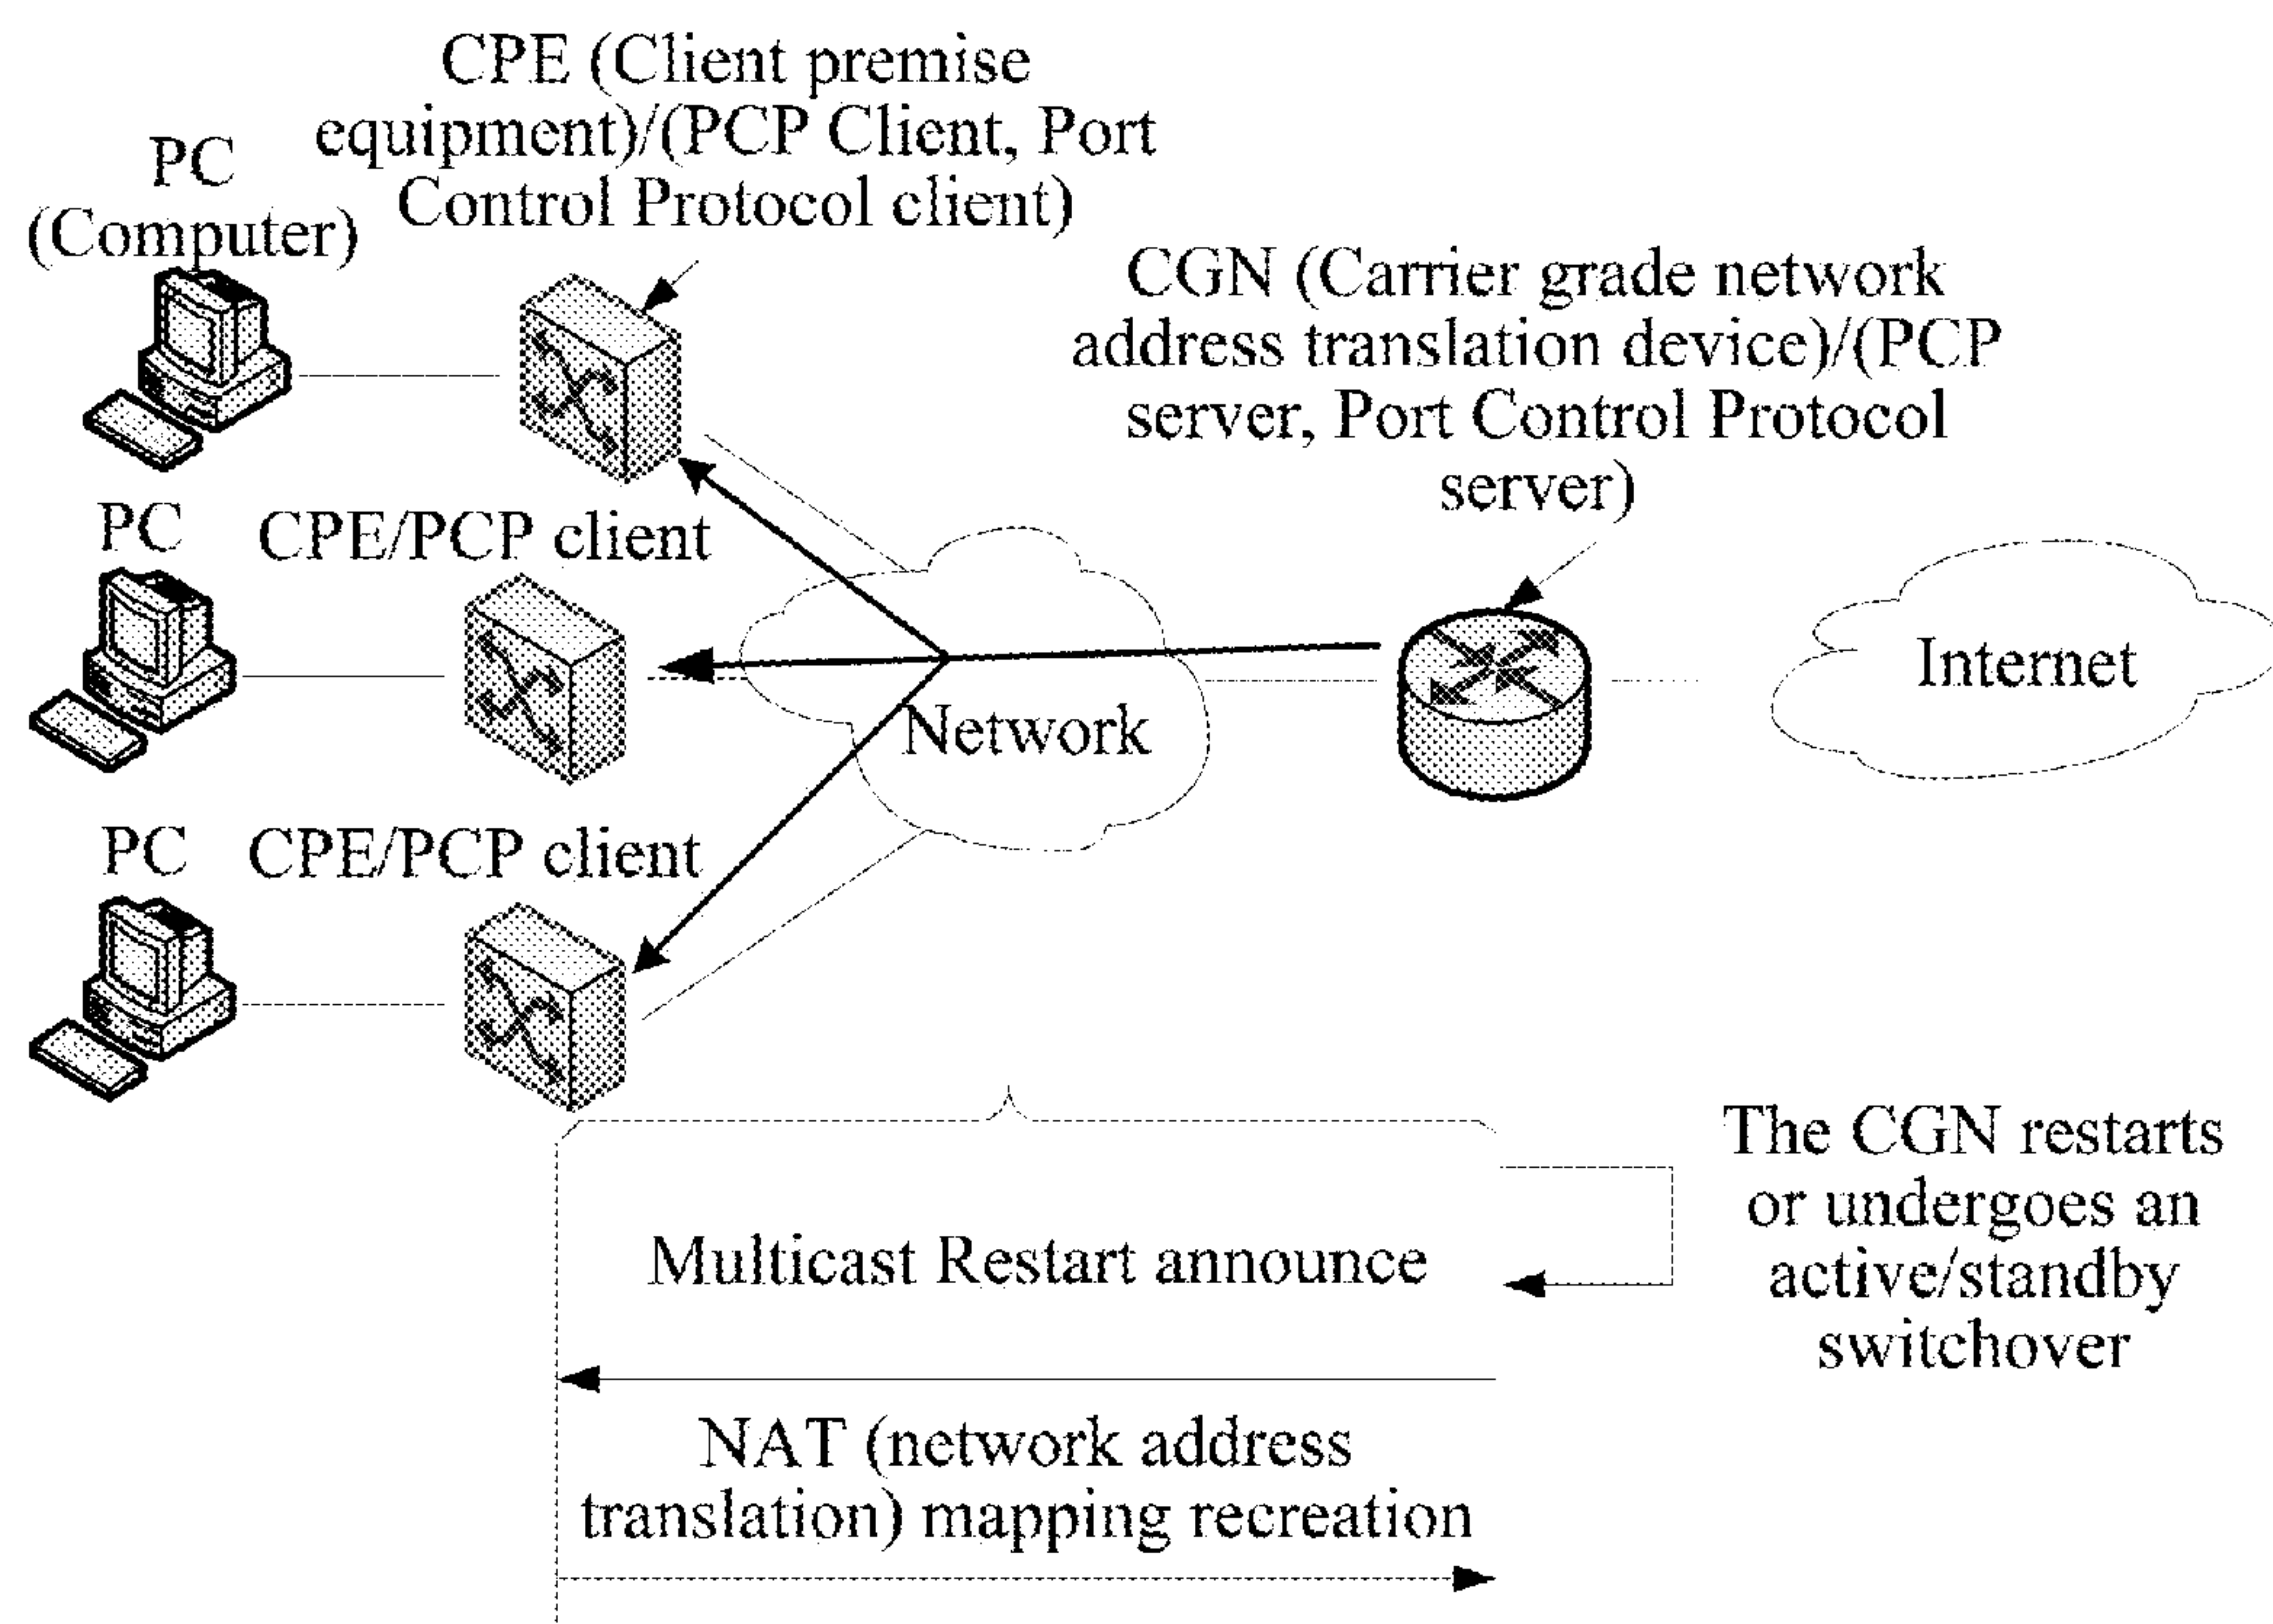 CPE (Client premise
equipment)/(PCP Client, Port
Control Protocol client)
PC
(Computer)
CGN (Carrier grade network
address translation device)/(PCP
server, Port Control Protocol
server)
PC
CPE/PCP client
Internet
Network
PC
CPE/PCP client
The CGN restarts
or undergoes an
active/standby
switchover
Multicast Restart announce
NAT (network address
translation) mapping recreation